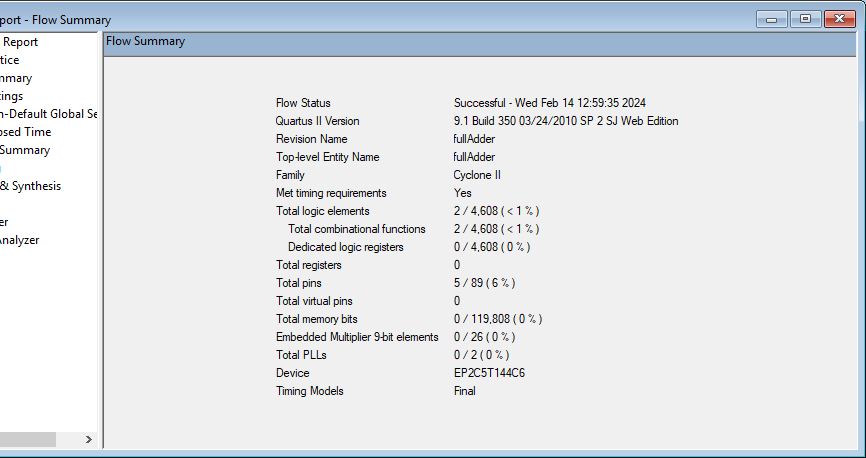 port - Flow Summary
Report
tice
mmary
tings
n-Default Global Se
osed Time
Summary
& Synthesis
er
Analyzer
Flow Summary
Flow Status Successful - Wed Feb 14 12:59:35 2024
Quartus II Version 9.1 Build 350 03/24/2010 SP 2 SJ Web Edition
Revision Name fullAdder
Top-level Entity Name fullAdder
Family Cyclone II
Met timing requirements Yes
Total logic elements 2 / 4,608 ( < 1 % )
Total combinational functions 2 / 4,608 ( < 1 % )
Dedicated logic registers 0 / 4,608 ( 0 % )
Total registers 0
Total pins 5 / 89 ( 6 % )
Total virtual pins 0
Total memory bits 0 / 119,808 ( 0 % )
Embedded Multiplier 9-bit elements 0 / 26 ( 0 % )
Total PLLs 0 / 2 ( 0 % )
Device EP2C5T144C6
Timing Models Final